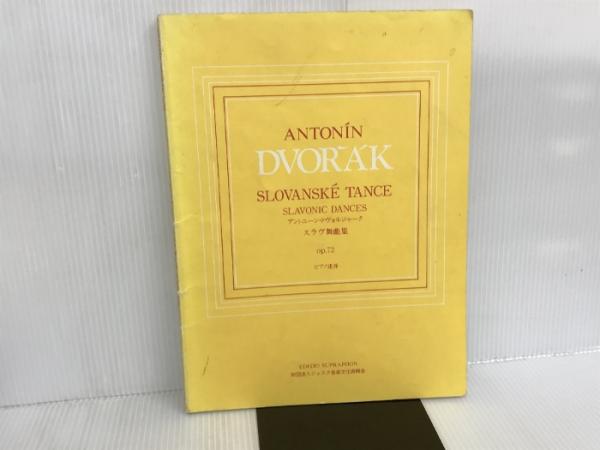 ANTONÍN
DVOŘÁK
SLOVANSKÉ TANCE
SLAVONIC DANCES
アントニーン・ドヴォルジャーク
スラヴ舞曲集
op.72
ピアノ連弾
EDITIO SUPRAPHON